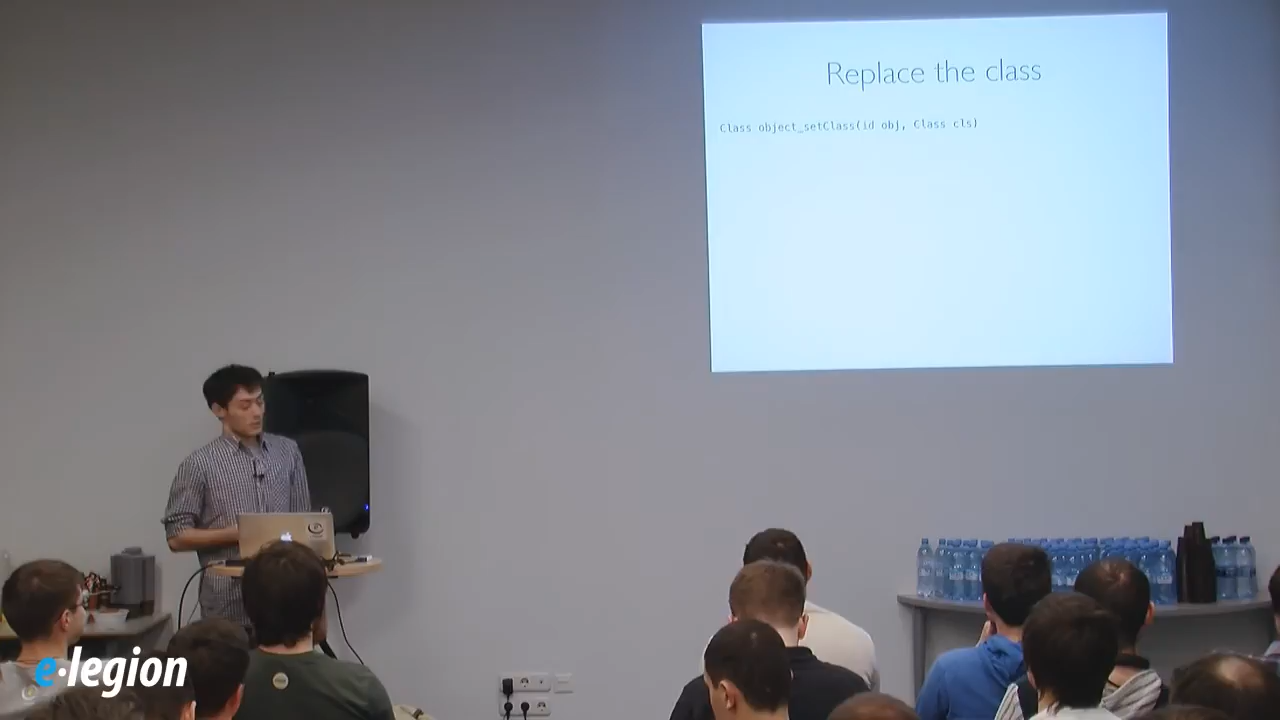 Replace the class
Class object_setClass(id obj, Class cls)
e·legion